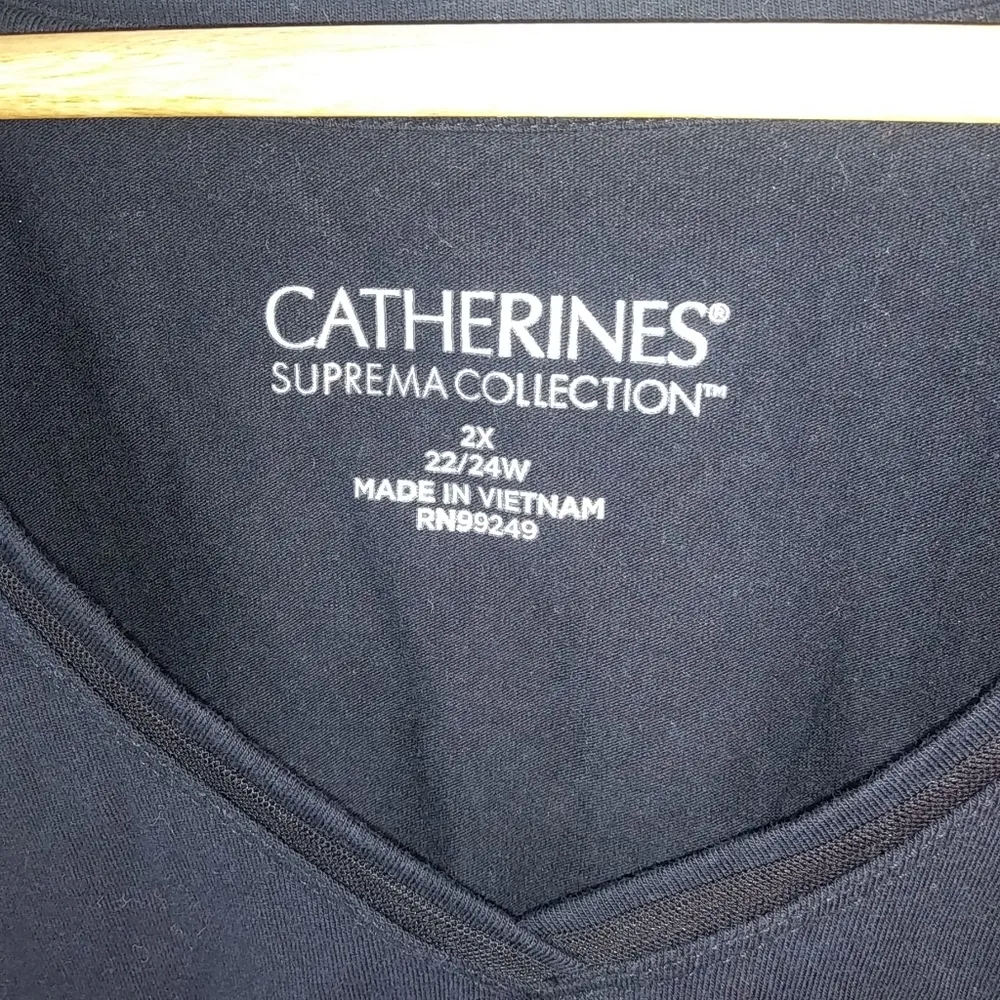 CATHERINES®
SUPREMA COLLECTION™
2X
22/24W
MADE IN VIETNAM
RN99249